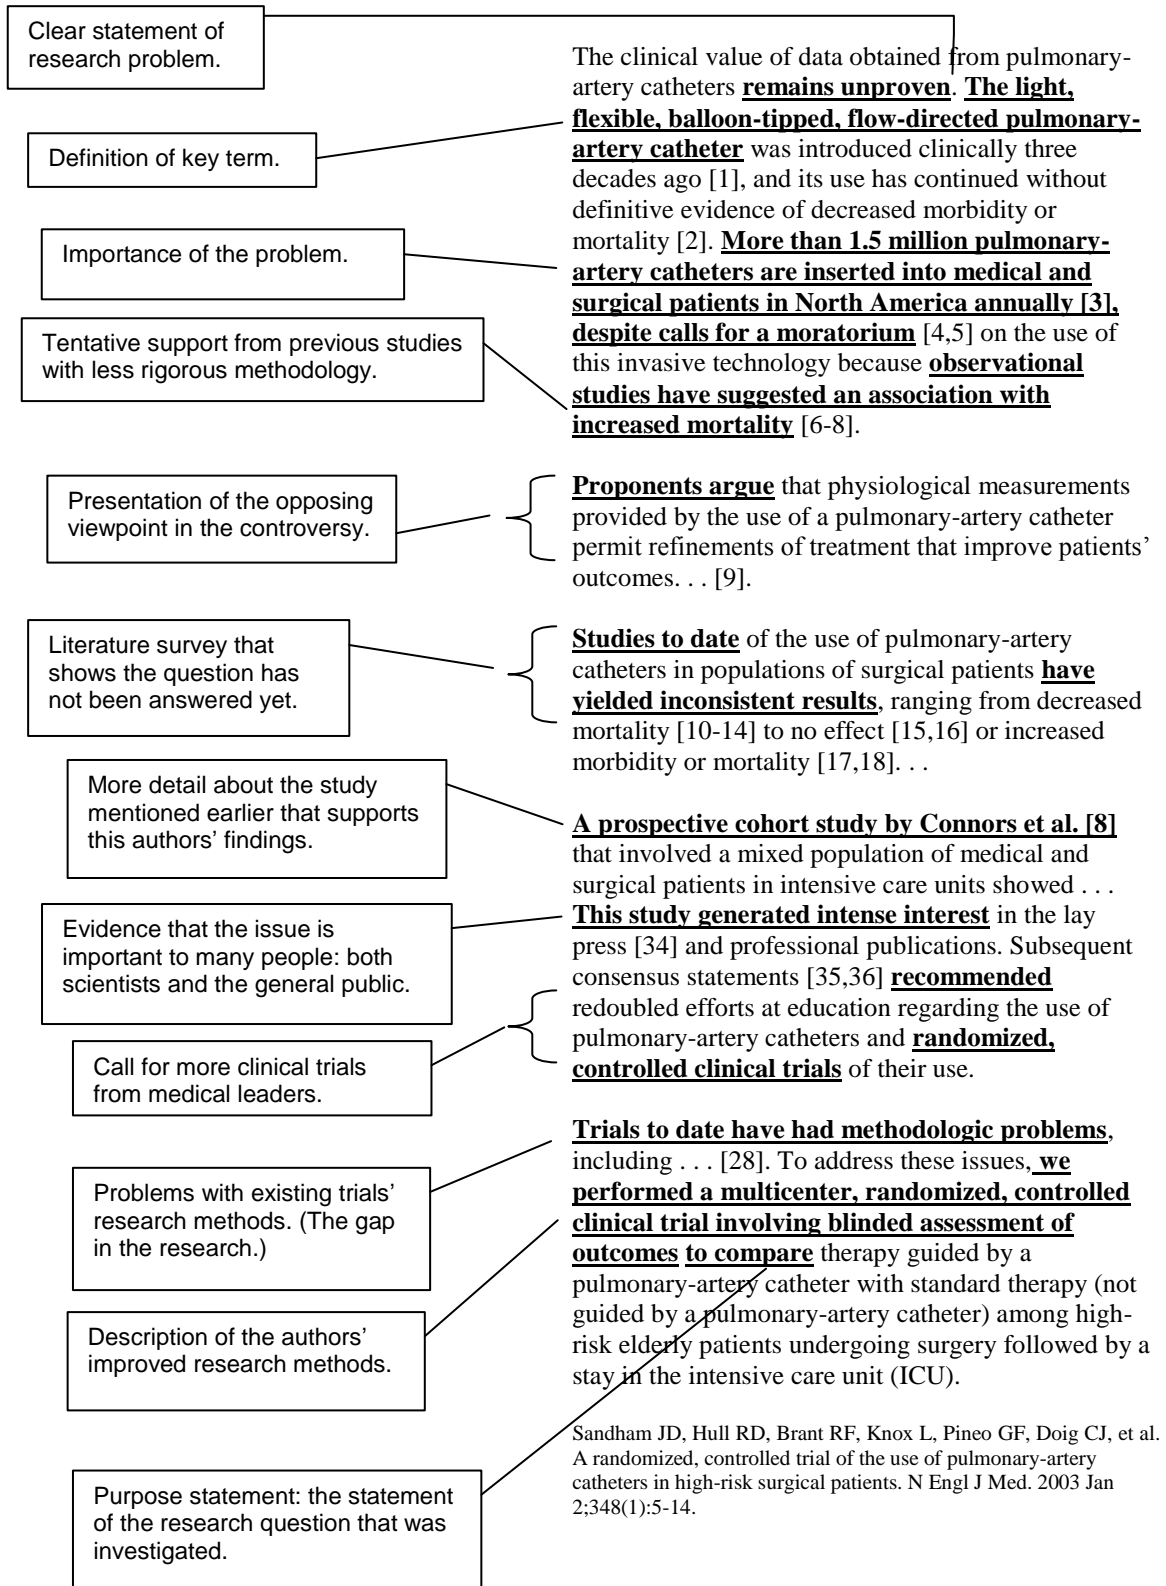 Clear statement of
research problem.
Definition of key term.
Importance of the problem.
Tentative support from previous studies
with less rigorous methodology.
Presentation of the opposing
viewpoint in the controversy.
Literature survey that
shows the question has
not been answered yet.
More detail about the study
mentioned earlier that supports
this authors’ findings.
Evidence that the issue is
important to many people: both
scientists and the general public.
Call for more clinical trials
from medical leaders.
Problems with existing trials’
research methods. (The gap
in the research.)
Description of the authors’
improved research methods.
Purpose statement: the statement
of the research question that was
investigated.
The clinical value of data obtained from pulmonary-
artery catheters remains unproven. The light,
flexible, balloon-tipped, flow-directed pulmonary-
artery catheter was introduced clinically three
decades ago [1], and its use has continued without
definitive evidence of decreased morbidity or
mortality [2]. More than 1.5 million pulmonary-
artery catheters are inserted into medical and
surgical patients in North America annually [3],
despite calls for a moratorium [4,5] on the use of
this invasive technology because observational
studies have suggested an association with
increased mortality [6-8].
Proponents argue that physiological measurements
provided by the use of a pulmonary-artery catheter
permit refinements of treatment that improve patients’
outcomes. . . [9].
Studies to date of the use of pulmonary-artery
catheters in populations of surgical patients have
yielded inconsistent results, ranging from decreased
mortality [10-14] to no effect [15,16] or increased
morbidity or mortality [17,18]. . .
A prospective cohort study by Connors et al. [8]
that involved a mixed population of medical and
surgical patients in intensive care units showed . . .
This study generated intense interest in the lay
press [34] and professional publications. Subsequent
consensus statements [35,36] recommended
redoubled efforts at education regarding the use of
pulmonary-artery catheters and randomized,
controlled clinical trials of their use.
Trials to date have had methodologic problems,
including . . . [28]. To address these issues, we
performed a multicenter, randomized, controlled
clinical trial involving blinded assessment of
outcomes to compare therapy guided by a
pulmonary-artery catheter with standard therapy (not
guided by a pulmonary-artery catheter) among high-
risk elderly patients undergoing surgery followed by a
stay in the intensive care unit (ICU).
Sandham JD, Hull RD, Brant RF, Knox L, Pineo GF, Doig CJ, et al.
A randomized, controlled trial of the use of pulmonary-artery
catheters in high-risk surgical patients. N Engl J Med. 2003 Jan
2;348(1):5-14.